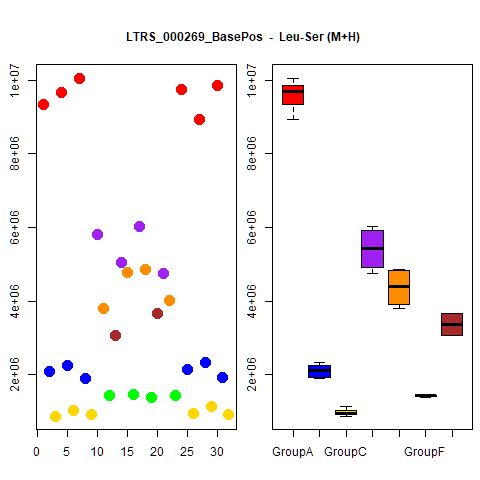 LTRS_000269_BasePos - Leu-Ser (M+H)
1e+07
8e+06
6e+06
4e+06
2e+06
0 5 10 15 20 25 30
1e+07
8e+06
6e+06
4e+06
2e+06
GroupA GroupC GroupF